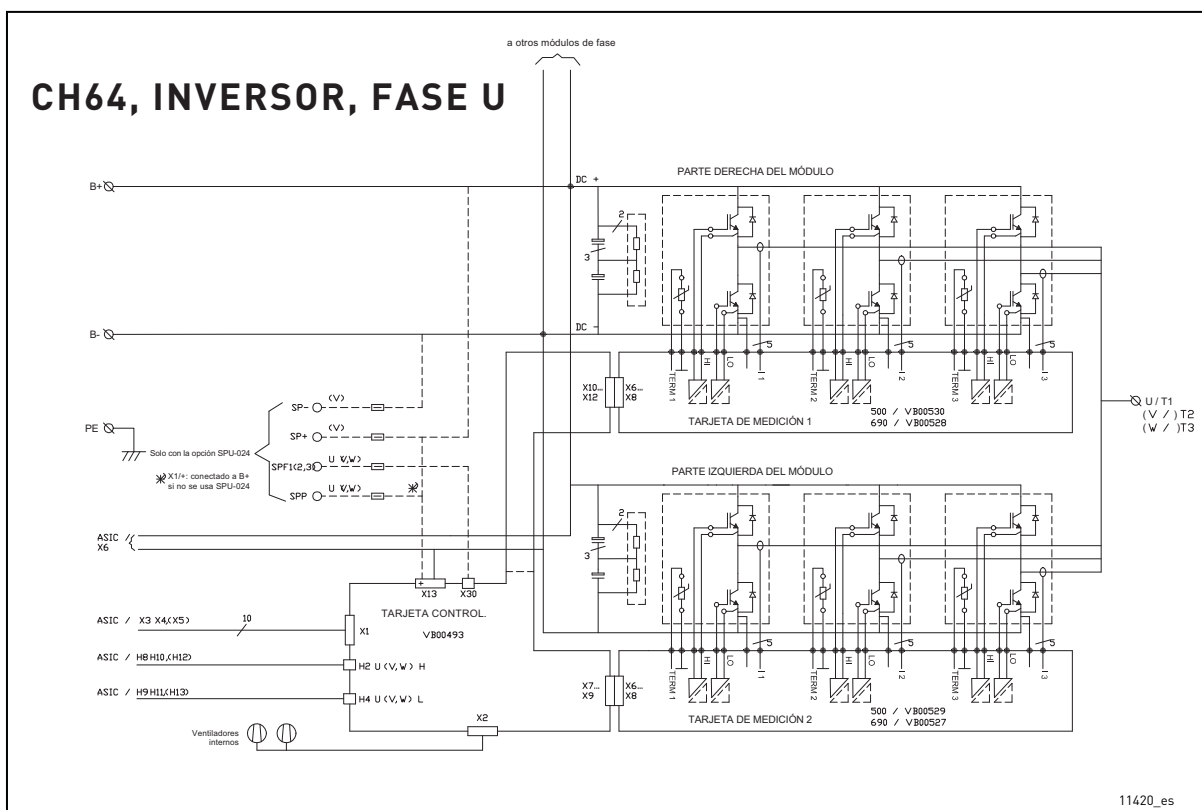 a otros módulos de fase
CH64, INVERSOR, FASE U
PARTE DERECHA DEL MÓDULO
B+
DC +
2
3
B-
DC -
5
5
5
TERM 1
HI
LO
I 1
TERM 2
HI
LO
I 2
TERM 3
HI
LO
I 3
X10... X6...
X12 X8
TARJETA DE MEDICIÓN 1
500 / VB00530
690 / VB00528
U / T1
(V / ) T2
(W / ) T3
PE
SP- (V)
SP+ (V)
Solo con la opción SPU-024
SPF1(2,3) U V,W)
X1/+: conectado a B+
si no se usa SPU-024
SPP U V,W)
PARTE IZQUIERDA DEL MÓDULO
2
3
ASIC /
X6
+
X13
X30
TARJETA CONTROL.
VB00493
ASIC / X3 X4,(X5)
10
X1
ASIC / H8 H10,(H12)
H2 U (V,W) H
ASIC / H9 H11,(H13)
H4 U (V,W) L
X2
Ventiladores
internos
5
5
5
TERM 1
HI
LO
I 1
TERM 2
HI
LO
I 2
TERM 3
HI
LO
I 3
X7... X6...
X9 X8
TARJETA DE MEDICIÓN 2
500 / VB00529
690 / VB00527
11420_es